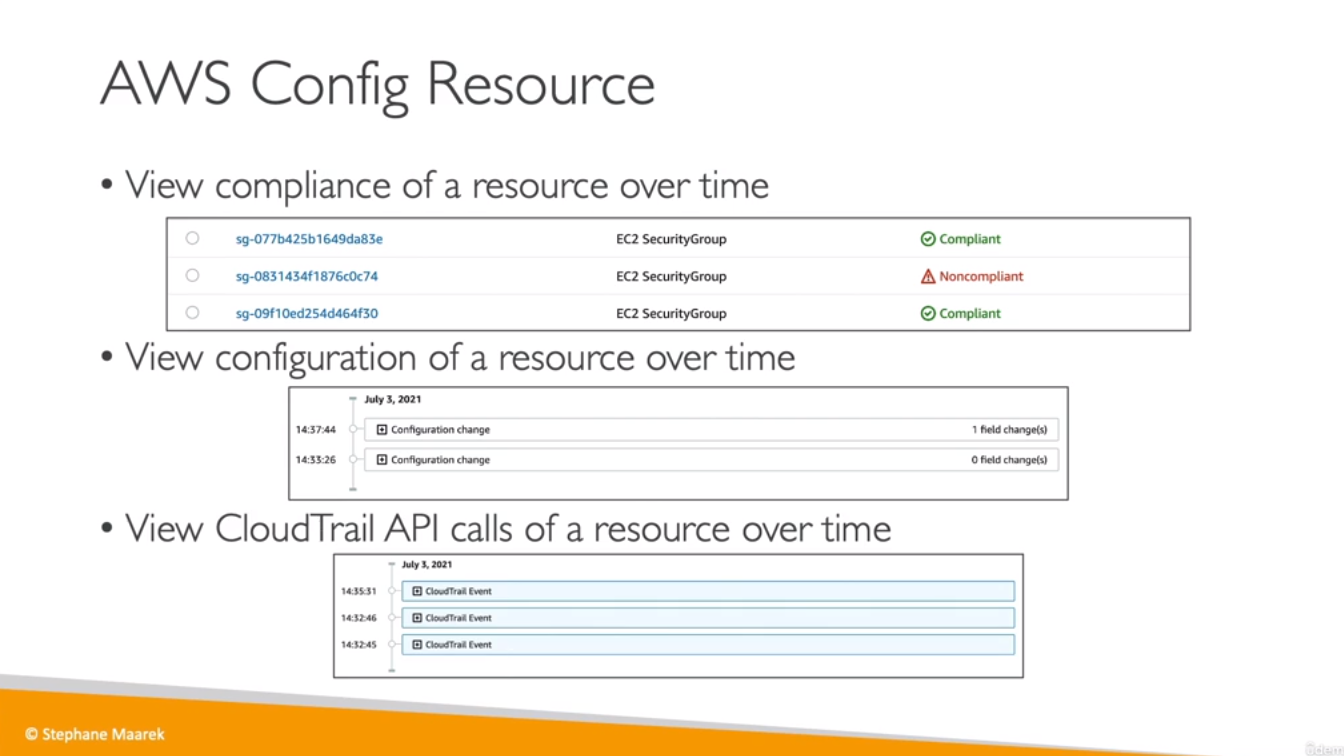 AWS Config Resource
• View compliance of a resource over time
sg-077b425b1649da83e EC2 SecurityGroup Compliant
sg-0831434f1876c0c74 EC2 SecurityGroup Noncompliant
sg-09f10ed254d464f30 EC2 SecurityGroup Compliant
• View configuration of a resource over time
July 3, 2021
14:37:44 Configuration change 1 field change(s)
14:33:26 Configuration change 0 field change(s)
• View CloudTrail API calls of a resource over time
July 3, 2021
14:35:31 CloudTrail Event
14:32:46 CloudTrail Event
14:32:45 CloudTrail Event
© Stephane Maarek